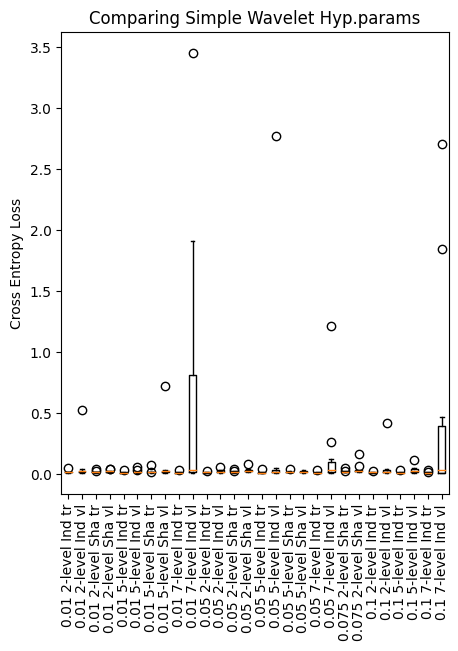 Comparing Simple Wavelet Hyp.params
Cross Entropy Loss
3.5
3.0
2.5
2.0
1.5
1.0
0.5
0.0
0.01 2-level Ind tr
0.01 2-level Ind vl
0.01 2-level Sha tr
0.01 2-level Sha vl
0.01 5-level Ind tr
0.01 5-level Ind vl
0.01 5-level Sha tr
0.01 5-level Sha vl
0.01 7-level Ind tr
0.01 7-level Ind vl
0.05 2-level Ind tr
0.05 2-level Ind vl
0.05 2-level Sha tr
0.05 2-level Sha vl
0.05 5-level Ind tr
0.05 5-level Ind vl
0.05 5-level Sha tr
0.05 5-level Sha vl
0.05 7-level Ind tr
0.05 7-level Ind vl
0.075 2-level Sha tr
0.075 2-level Sha vl
0.1 2-level Ind tr
0.1 2-level Ind vl
0.1 5-level Ind tr
0.1 5-level Ind vl
0.1 7-level Ind tr
0.1 7-level Ind vl